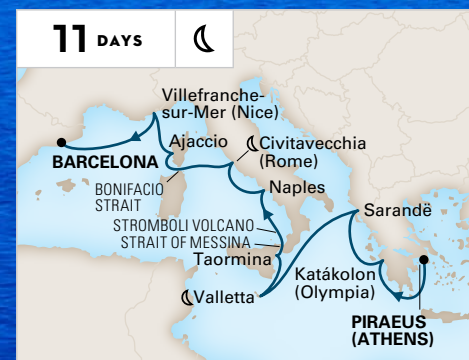 11 DAYS
Villefranche-
sur-Mer (Nice)
Ajaccio
Civitavecchia
(Rome)
BARCELONA
BONIFACIO
STRAIT
Naples
Sarandë
STROMBOLI VOLCANO
STRAIT OF MESSINA
Taormina
Katákolon
(Olympia)
Valletta
PIRAEUS
(ATHENS)